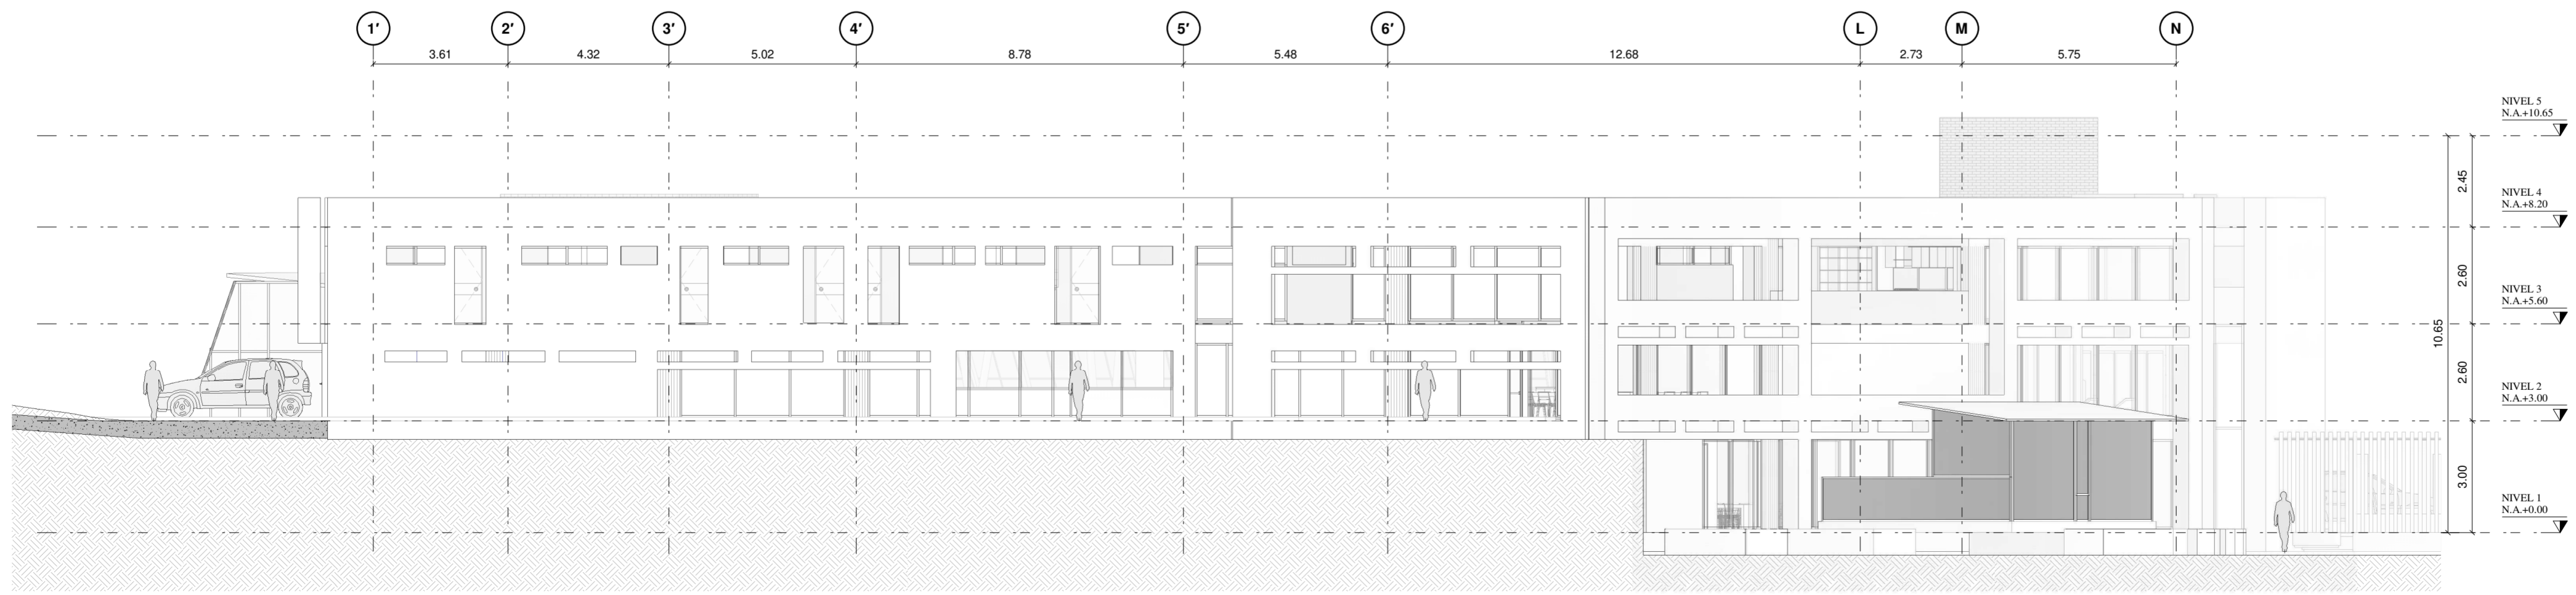 1' 2' 3' 4' 5' 6' L M N
3.61 4.32 5.02 8.78 5.48 12.68 2.73 5.75
NIVEL 5
N.A.+10.65
2.45
NIVEL 4
N.A.+8.20
2.60
NIVEL 3
N.A.+5.60
10.65
2.60
NIVEL 2
N.A.+3.00
3.00
NIVEL 1
N.A.+0.00